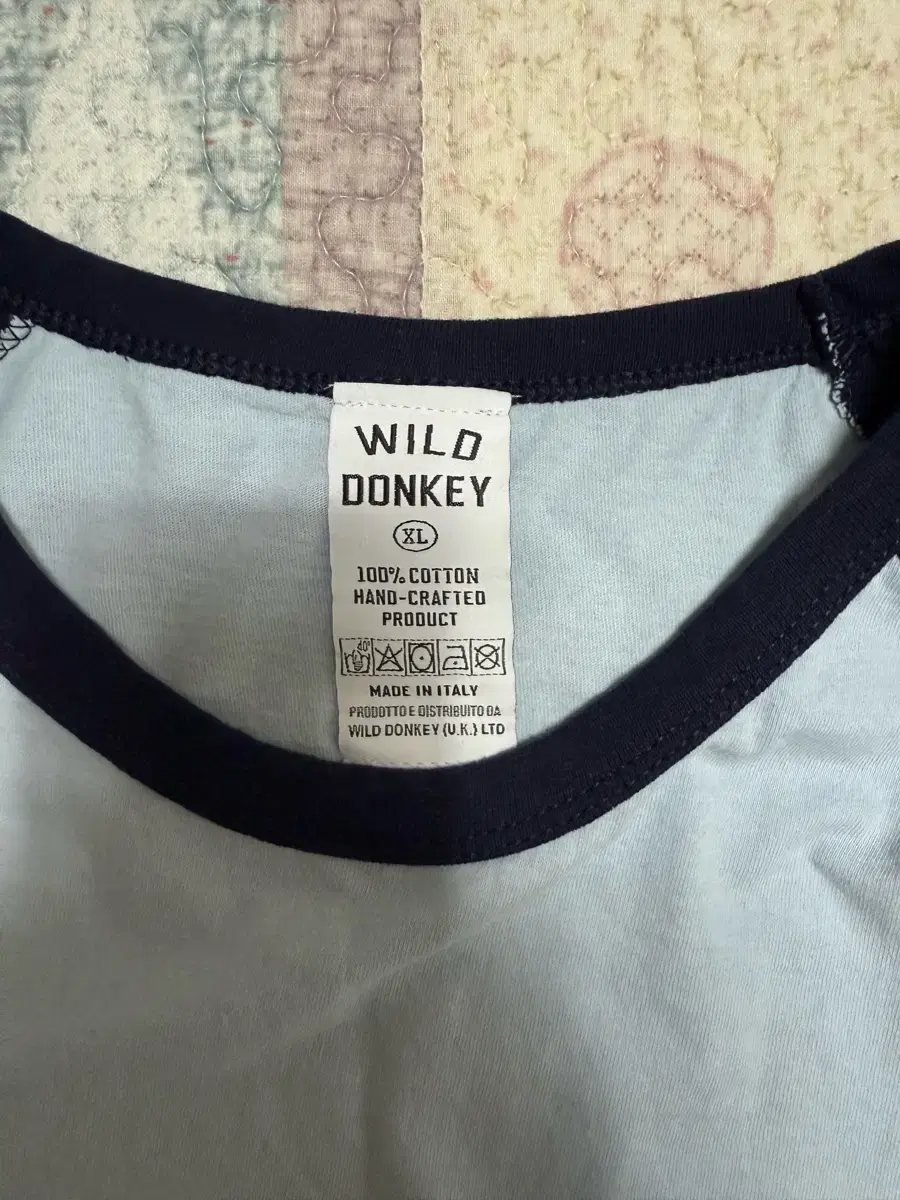 WILD
DONKEY
XL
100% COTTON
HAND-CRAFTED
PRODUCT
MADE IN ITALY
PRODOTTO E DISTRIBUITO DA
WILD DONKEY (U.K.) LTD